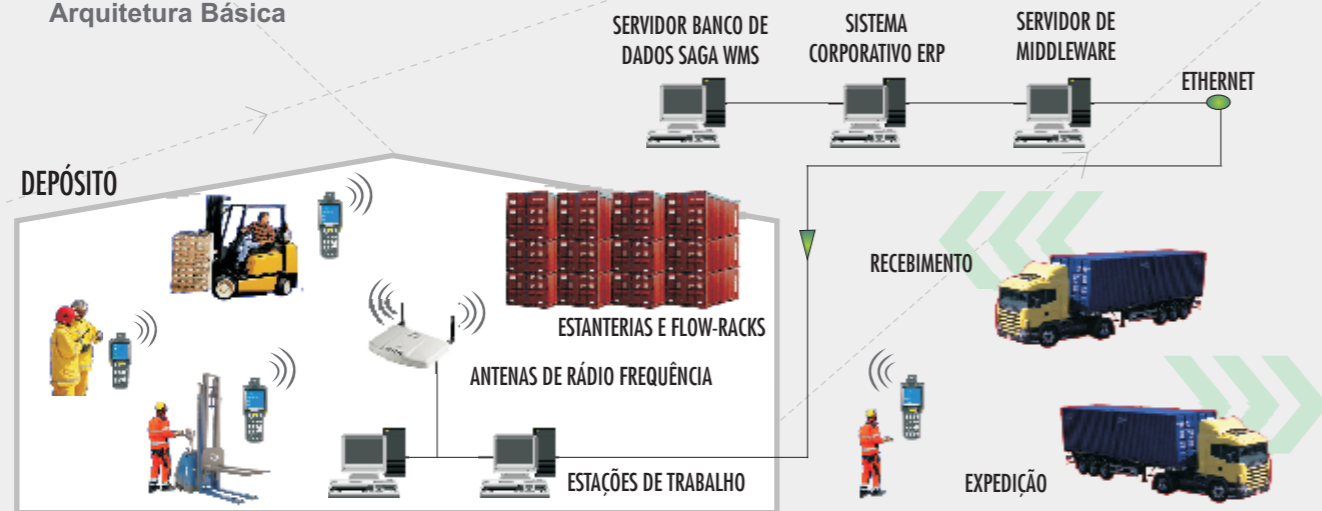 Arquitetura Básica
SERVIDOR BANCO DE
DADOS SAGA WMS
SISTEMA
CORPORATIVO ERP
SERVIDOR DE
MIDDLEWARE
ETHERNET
DEPÓSITO
RECEBIMENTO
ESTANTERIAS E FLOW-RACKS
ANTENAS DE RÁDIO FREQUÊNCIA
ESTAÇÕES DE TRABALHO
EXPEDIÇÃO